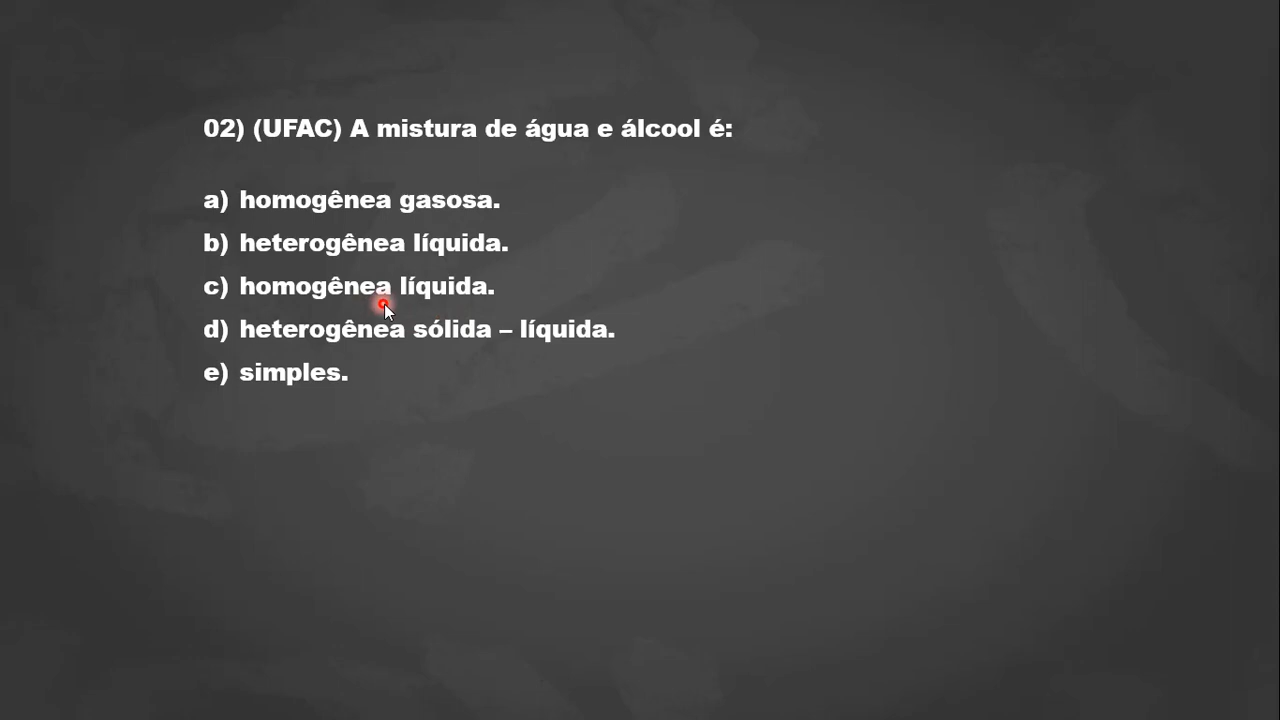 02) (UFAC) A mistura de água e álcool é:
a) homogênea gasosa.
b) heterogênea líquida.
c) homogênea líquida.
d) heterogênea sólida – líquida.
e) simples.